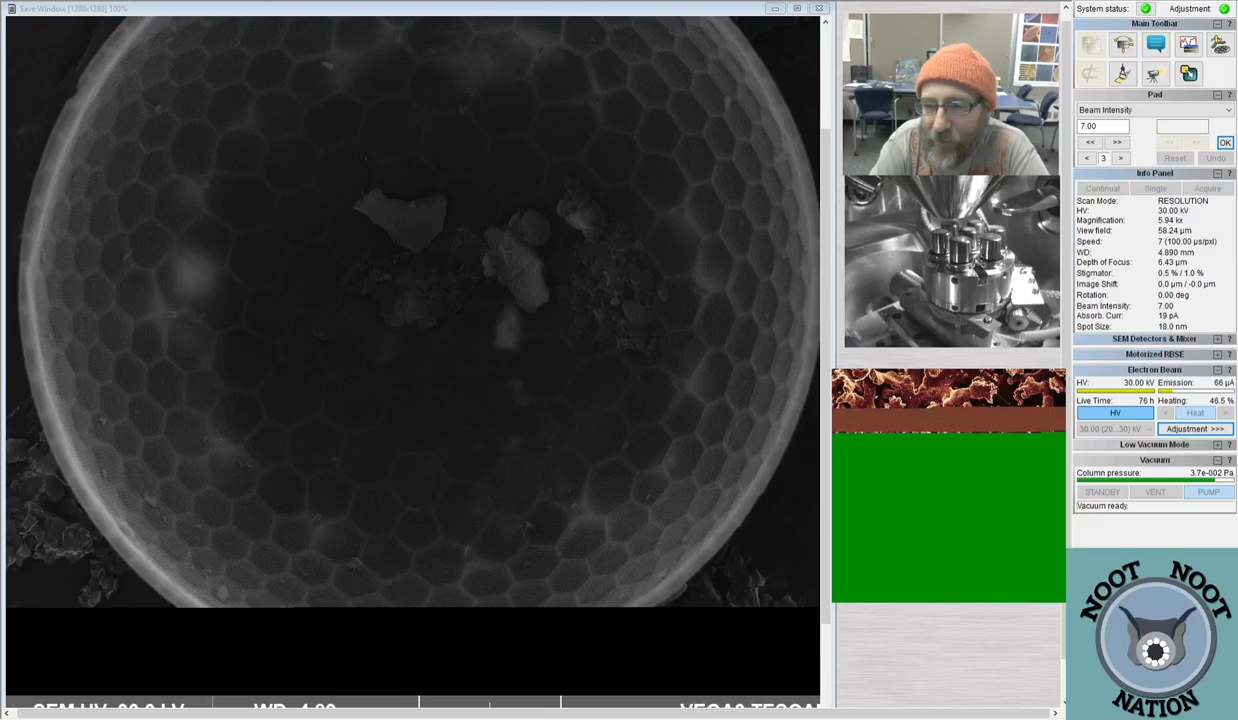 Save Window [1280x1280] 100%
System status:
Adjustment:
Main Toolbar
Pad
Beam Intensity
7.00
<< >>
<< >>
OK
< 3 >
Reset
Undo
Info Panel
Continual
Single
Acquire
Scan Mode: RESOLUTION
HV: 30.00 kV
Magnification: 5.94 kx
View field: 58.24 μm
Speed: 7 (100.00 μs/pxl)
WD: 4.890 mm
Depth of Focus: 6.43 μm
Stigmator: 0.5 % / 1.0 %
Image Shift: 0.0 μm / -0.0 μm
Rotation: 0.00 deg
Beam Intensity: 7.00
Absorb. Curr: 19 pA
Spot Size: 18.0 nm
SEM Detectors & Mixer
Motorized RBSE
Electron Beam
HV: 30.00 kV Emission: 66 μA
Live Time: 76 h Heating: 46.5 %
HV
Heat
30.00 (20...30) kV
Adjustment >>>
Low Vacuum Mode
Vacuum
Column pressure: 3.7e-002 Pa
STANDBY
VENT
PUMP
Vacuum ready.
NOOT NOOT
NATION